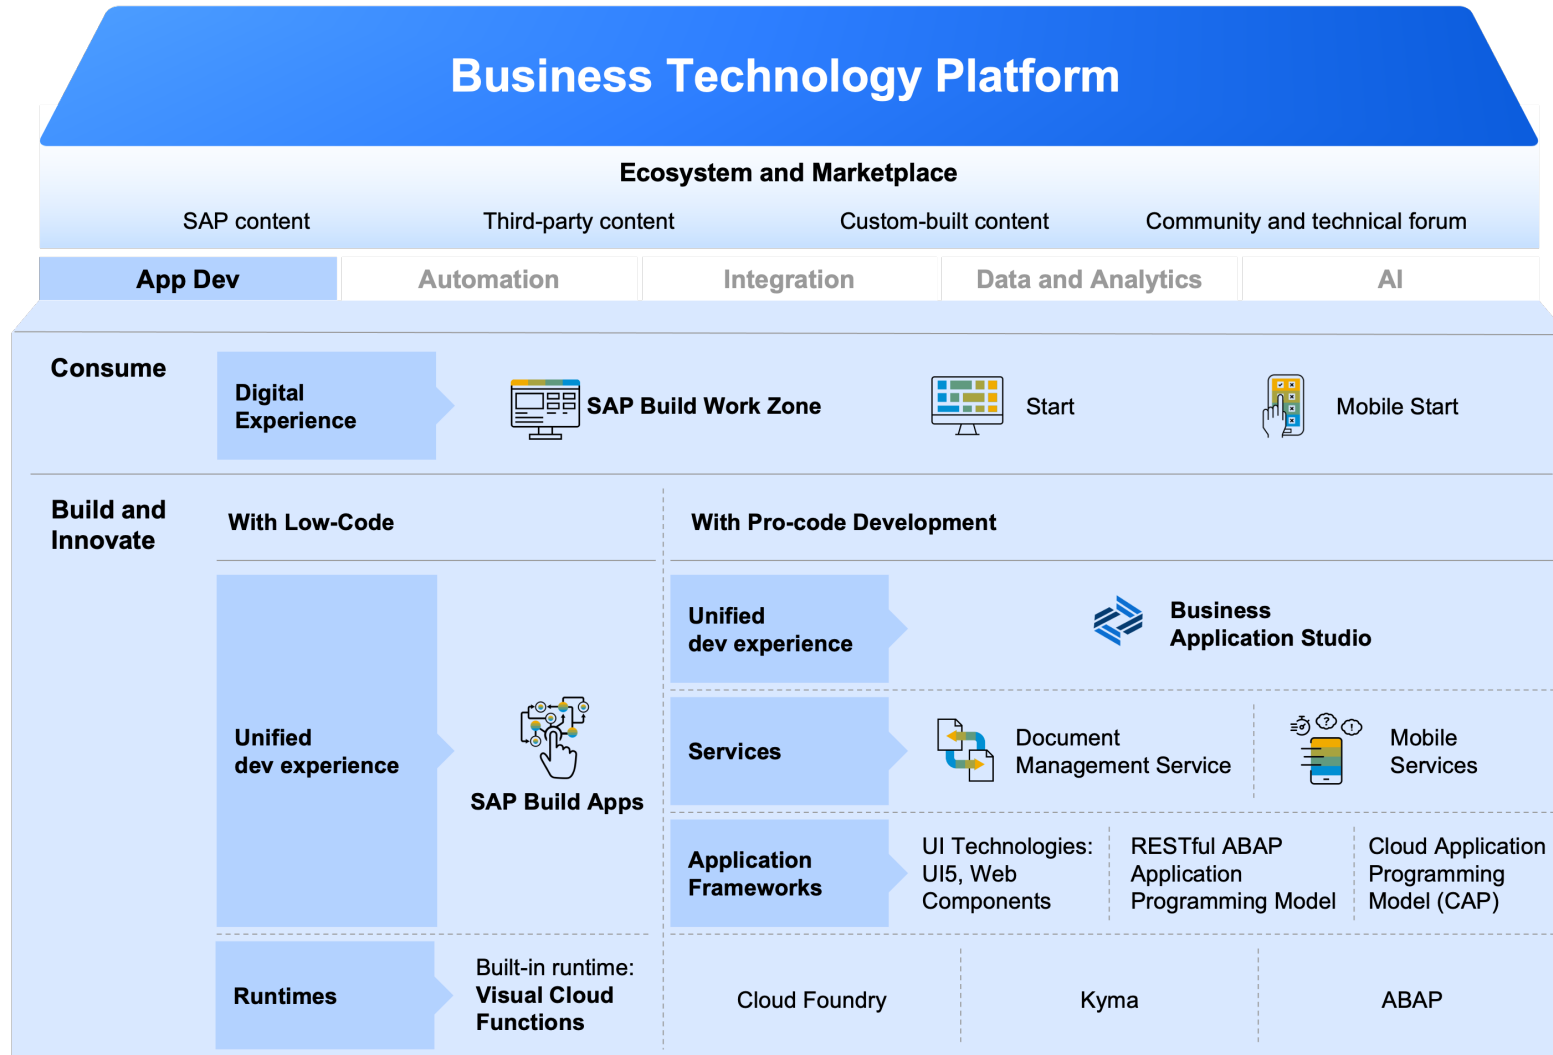 Business Technology Platform
Ecosystem and Marketplace
SAP content
Third-party content
Custom-built content
Community and technical forum
App Dev
Automation
Integration
Data and Analytics
AI
Consume
Digital
Experience
SAP Build Work Zone
Start
Mobile Start
Build and
Innovate
With Low-Code
With Pro-code Development
Unified
dev experience
SAP Build Apps
Unified
dev experience
Business
Application Studio
Services
Document
Management Service
? !
Mobile
Services
Application
Frameworks
UI Technologies:
UI5, Web
Components
RESTful ABAP
Application
Programming Model
Cloud Application
Programming
Model (CAP)
Runtimes
Built-in runtime:
Visual Cloud
Functions
Cloud Foundry
Kyma
ABAP